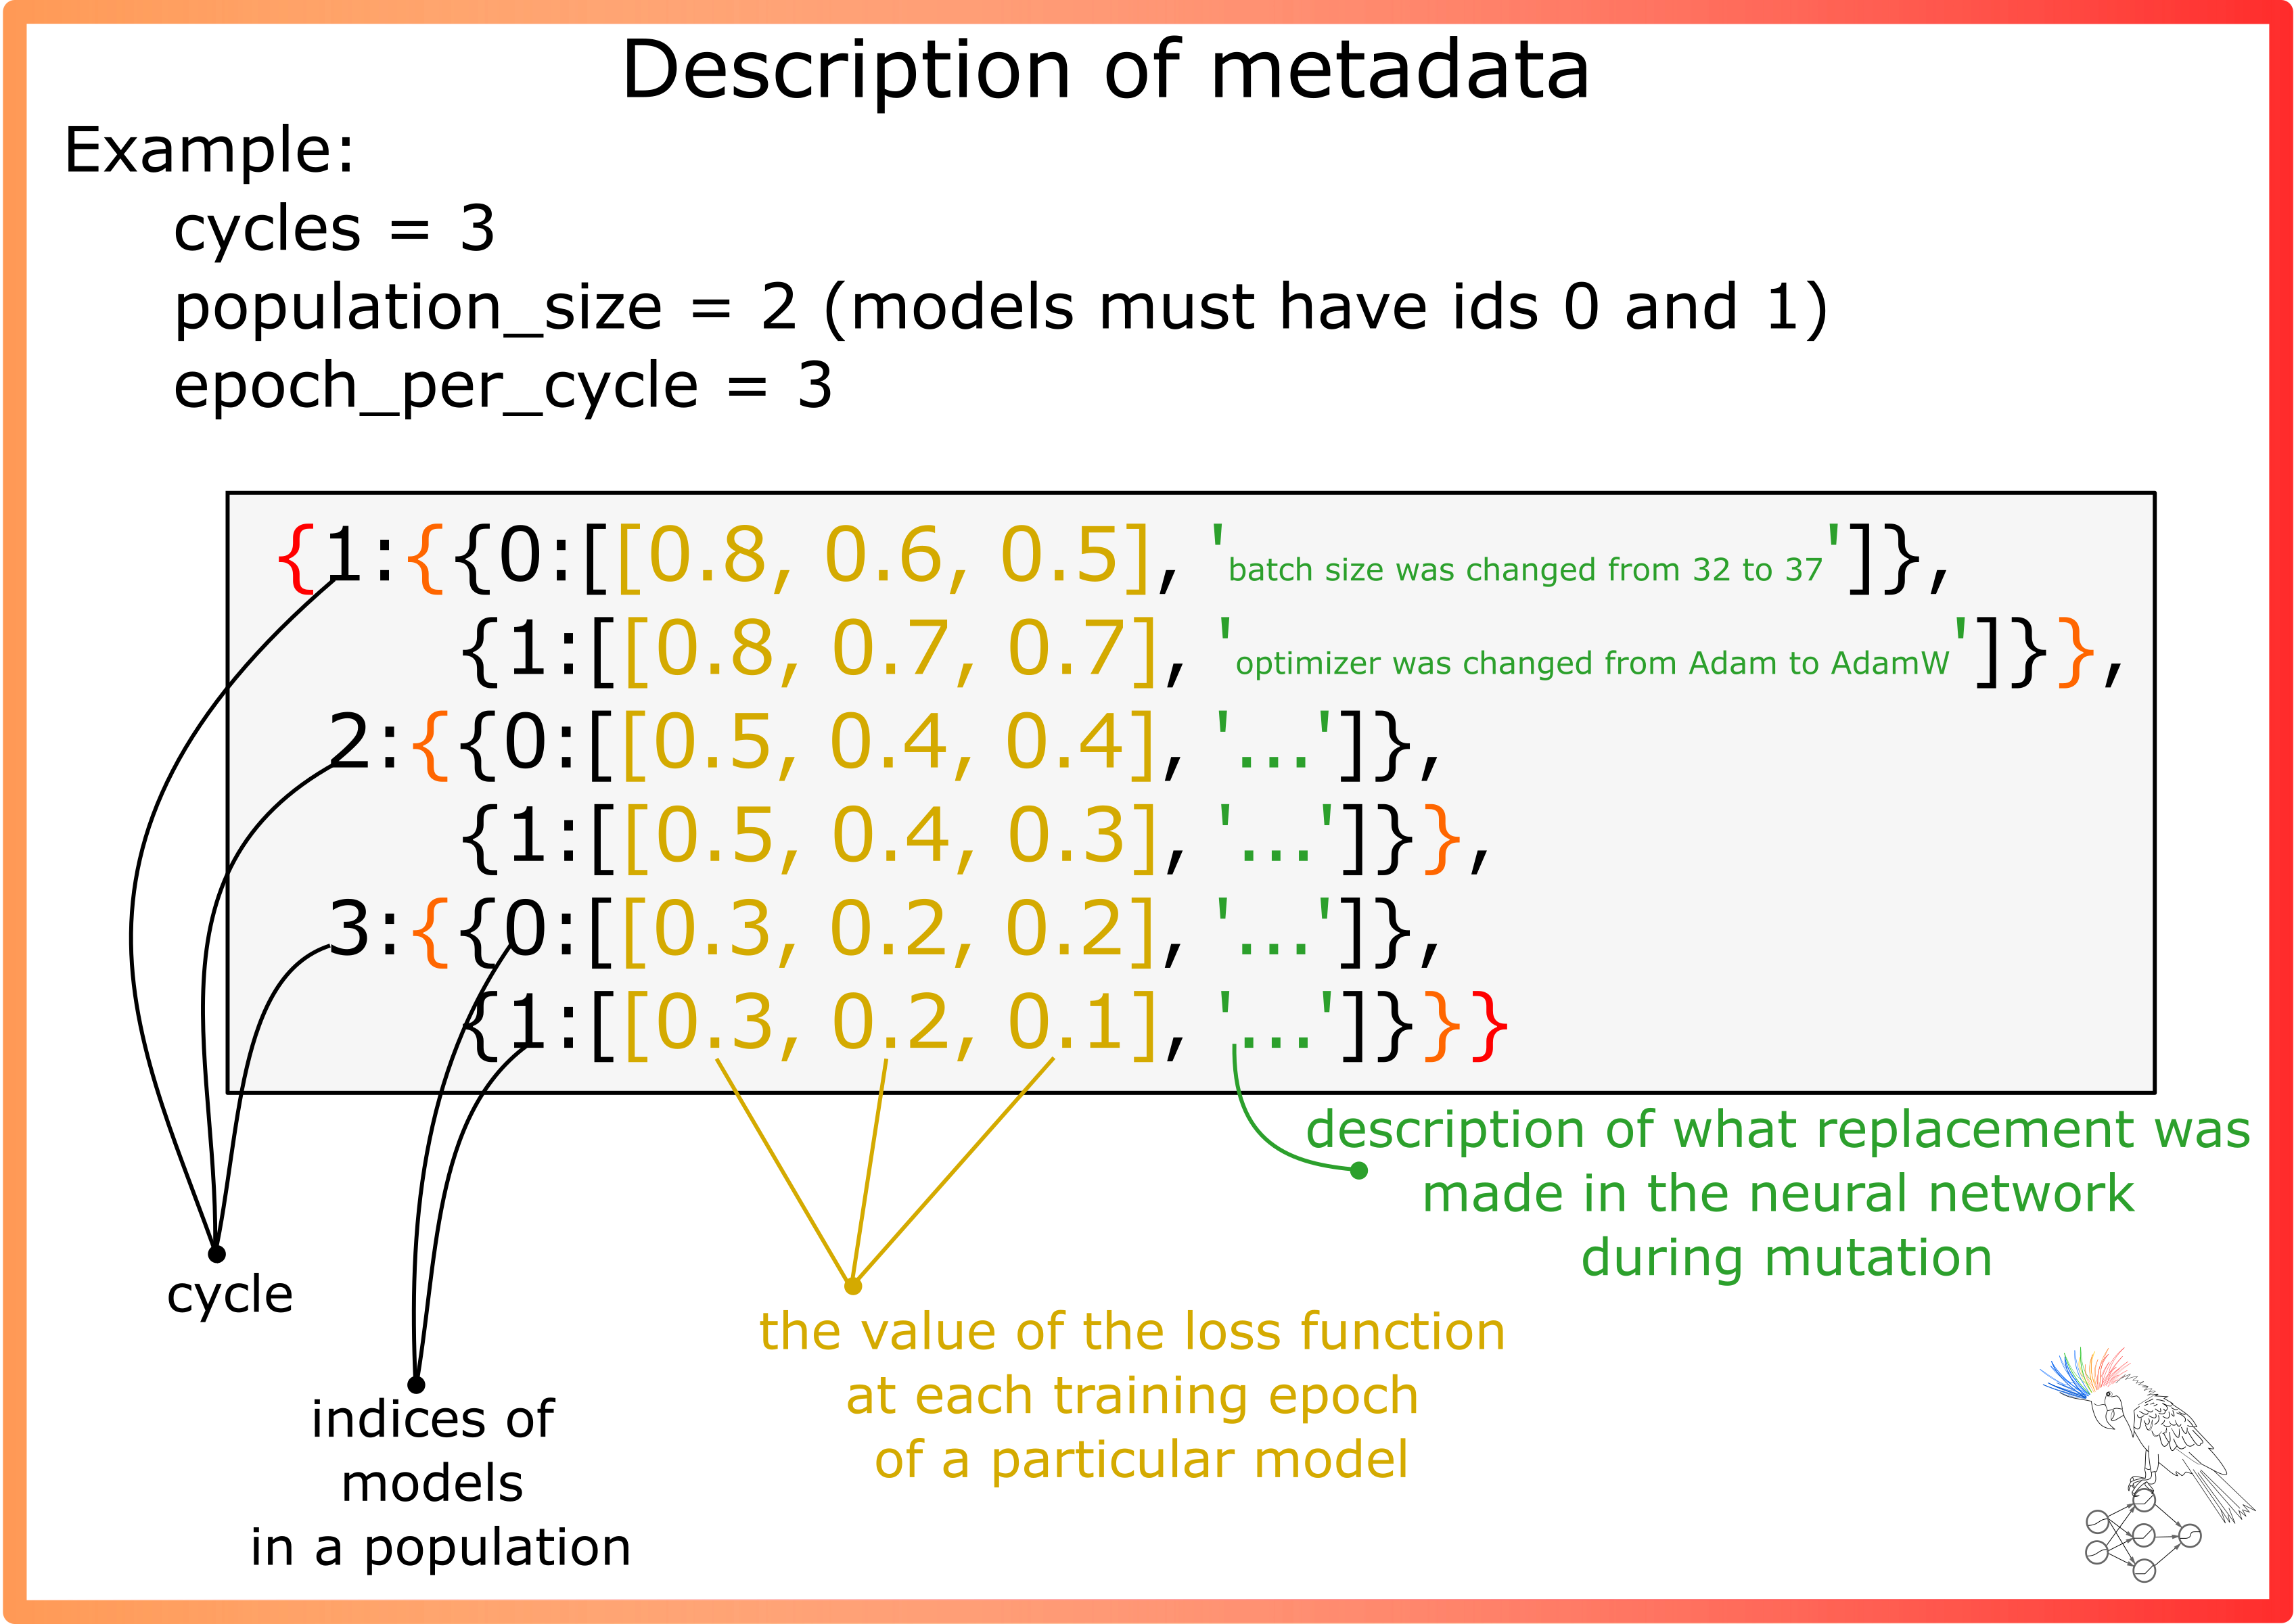 Description of metadata
Example:
cycles = 3
population_size = 2 (models must have ids 0 and 1)
epoch_per_cycle = 3
{1:{{0:[[0.8, 0.6, 0.5], 'batch size was changed from 32 to 37']},
{1:[[0.8, 0.7, 0.7], 'optimizer was changed from Adam to AdamW']}},
2:{{0:[[0.5, 0.4, 0.4], '...']},
{1:[[0.5, 0.4, 0.3], '...']}},
3:{{0:[[0.3, 0.2, 0.2], '...']},
{1:[[0.3, 0.2, 0.1], '...']}}}
description of what replacement was
made in the neural network
during mutation
cycle
the value of the loss function
at each training epoch
of a particular model
indices of
models
in a population